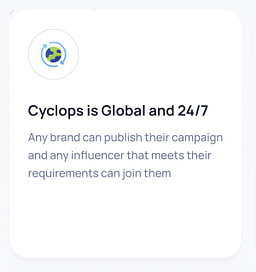 Cyclops is Global and 24/7
Any brand can publish their campaign
and any influencer that meets their
requirements can join them